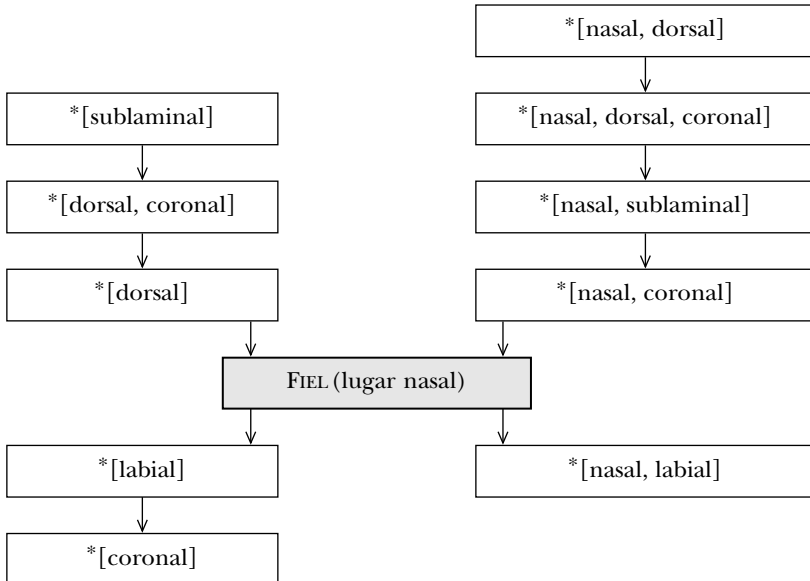 *[nasal, dorsal]
*[sublaminal]
*[nasal, dorsal, coronal]
*[dorsal, coronal]
*[nasal, sublaminal]
*[dorsal]
*[nasal, coronal]
FIEL (lugar nasal)
*[labial]
*[nasal, labial]
*[coronal]